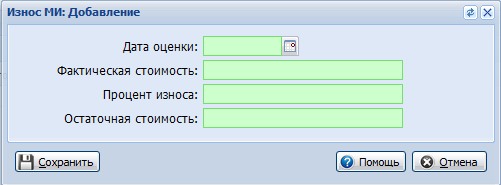 Износ МИ: Добавление
Дата оценки:
Фактическая стоимость:
Процент износа:
Остаточная стоимость:
Сохранить
Помощь
Отмена